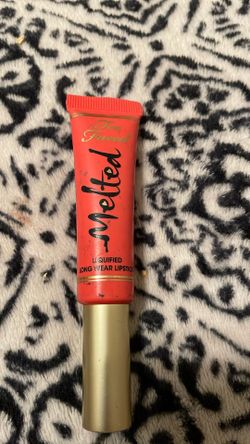 Too
Faced
Melted
LIQUIFIED
LONG WEAR LIPSTICK